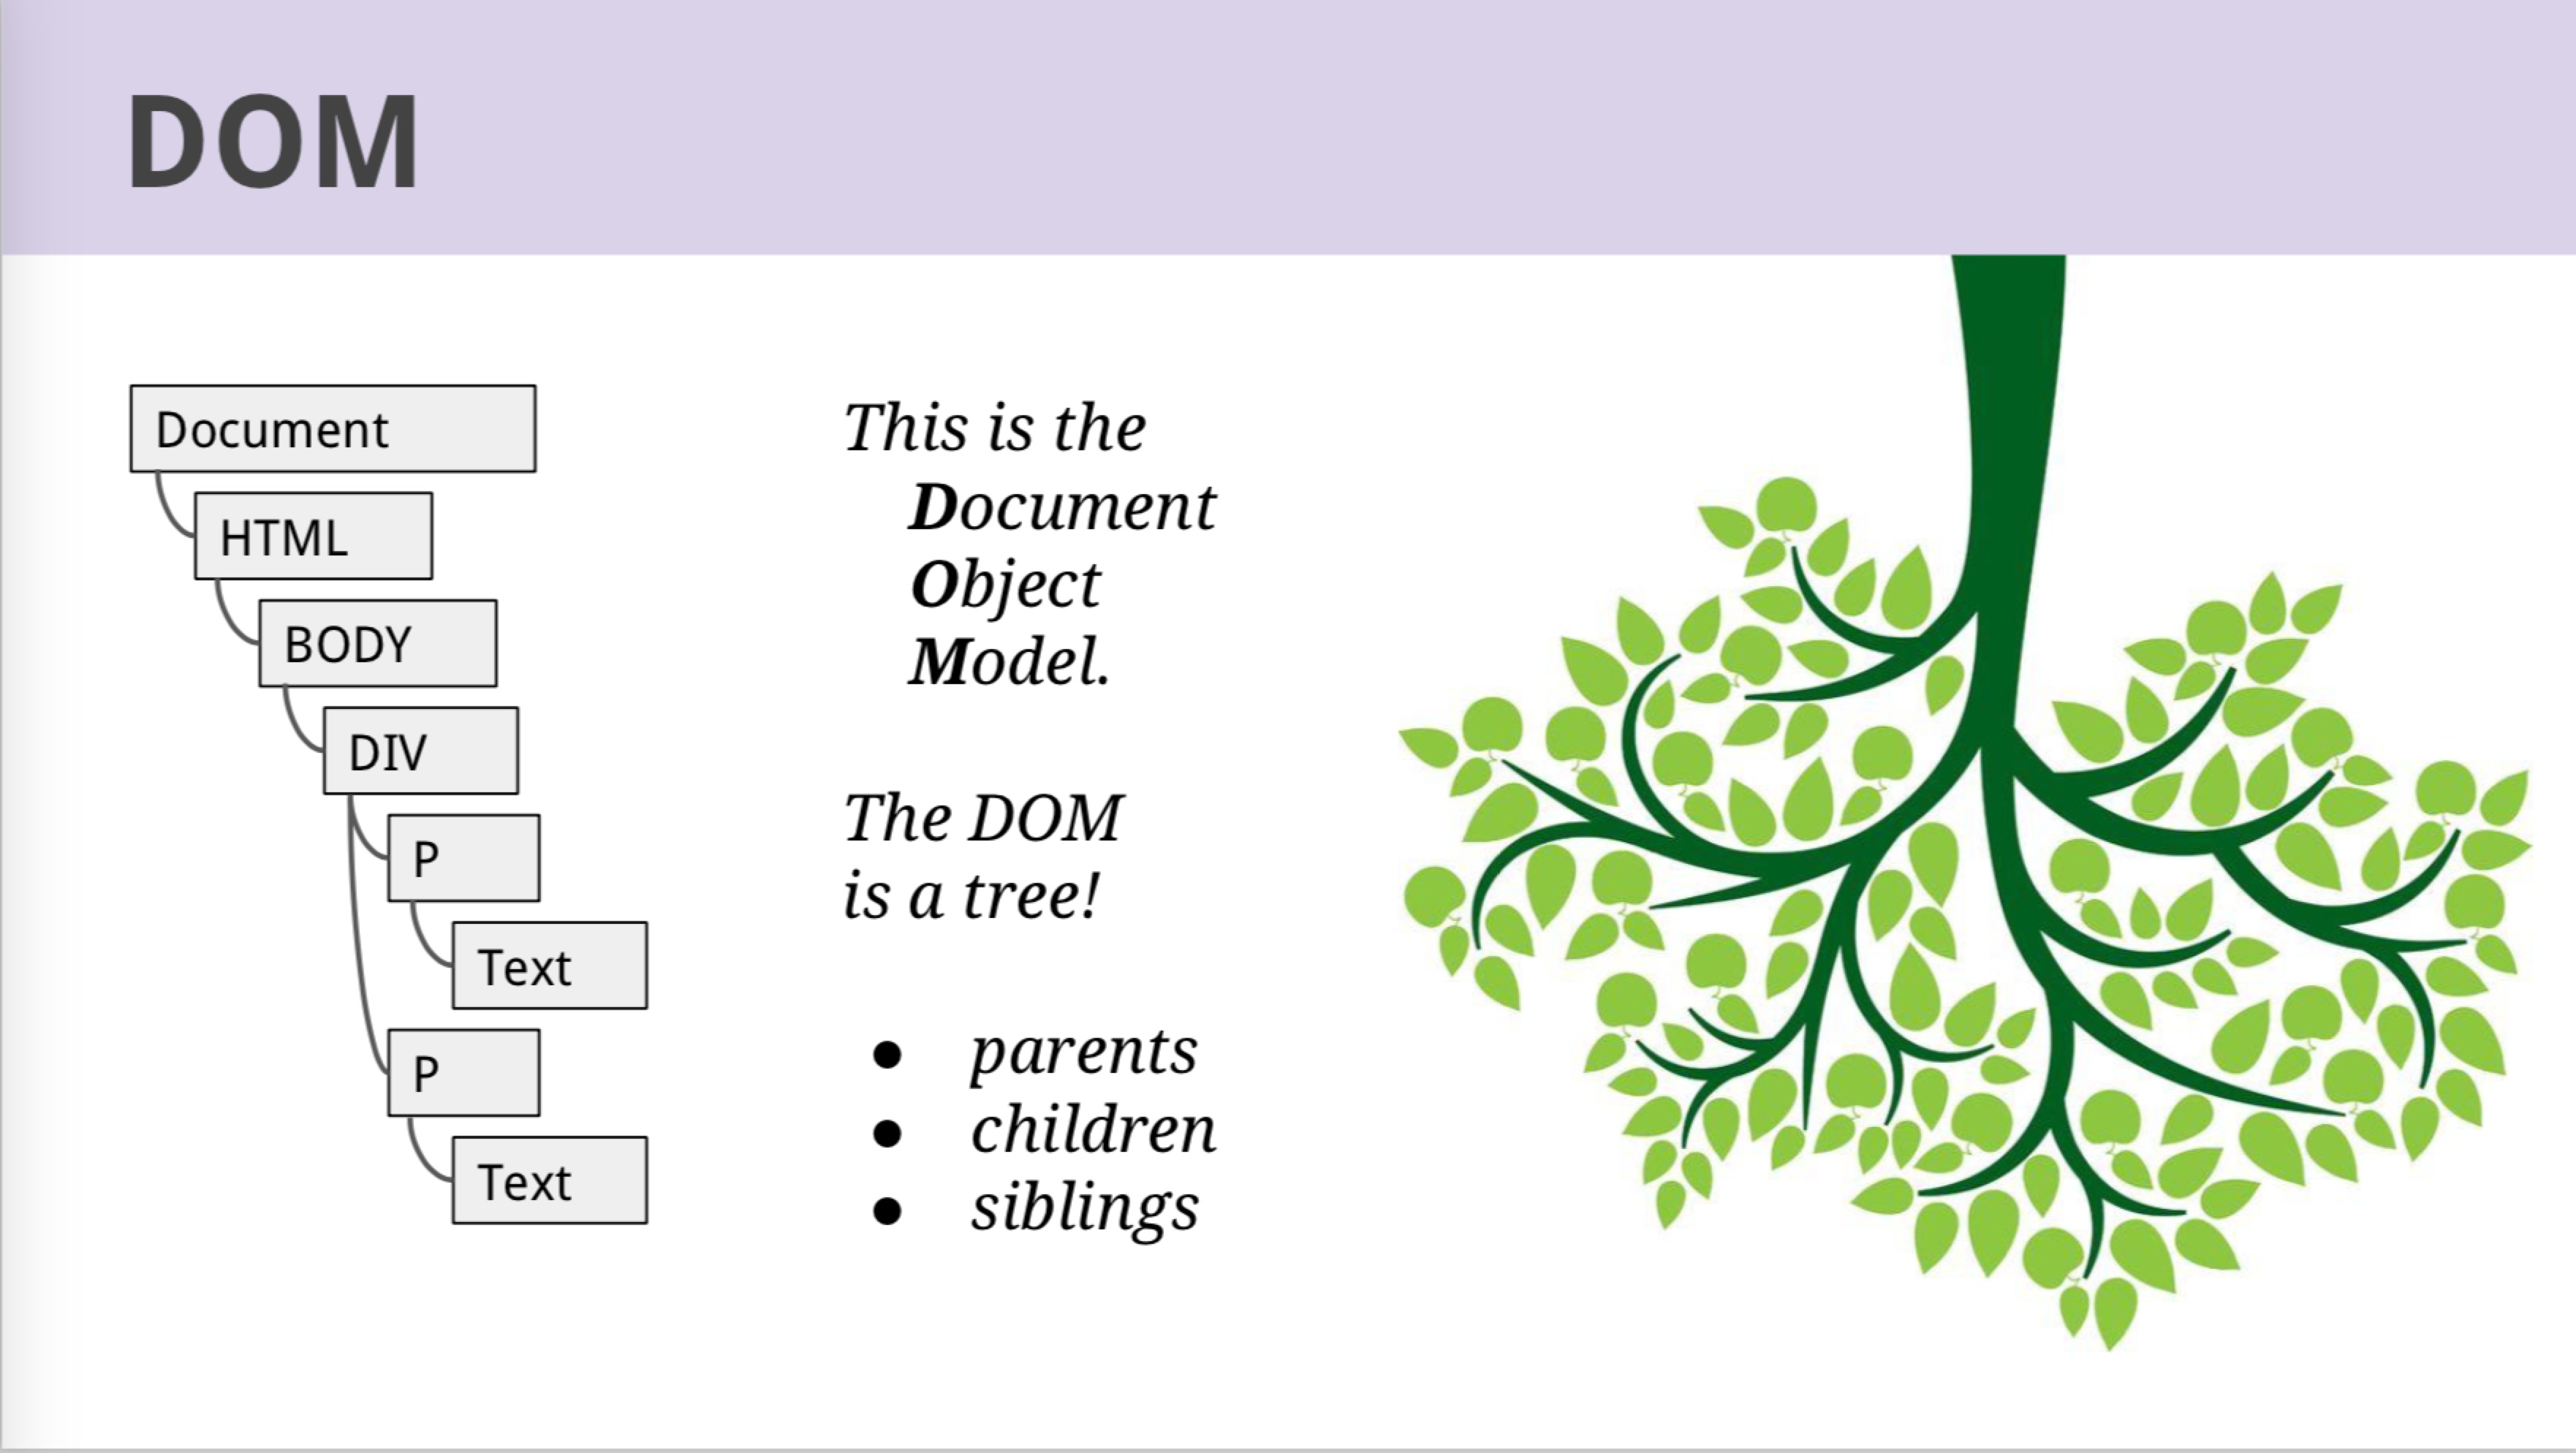 DOM
Document
HTML
BODY
DIV
P
Text
P
Text
This is the
Document
Object
Model.
The DOM
is a tree!
● parents
● children
● siblings